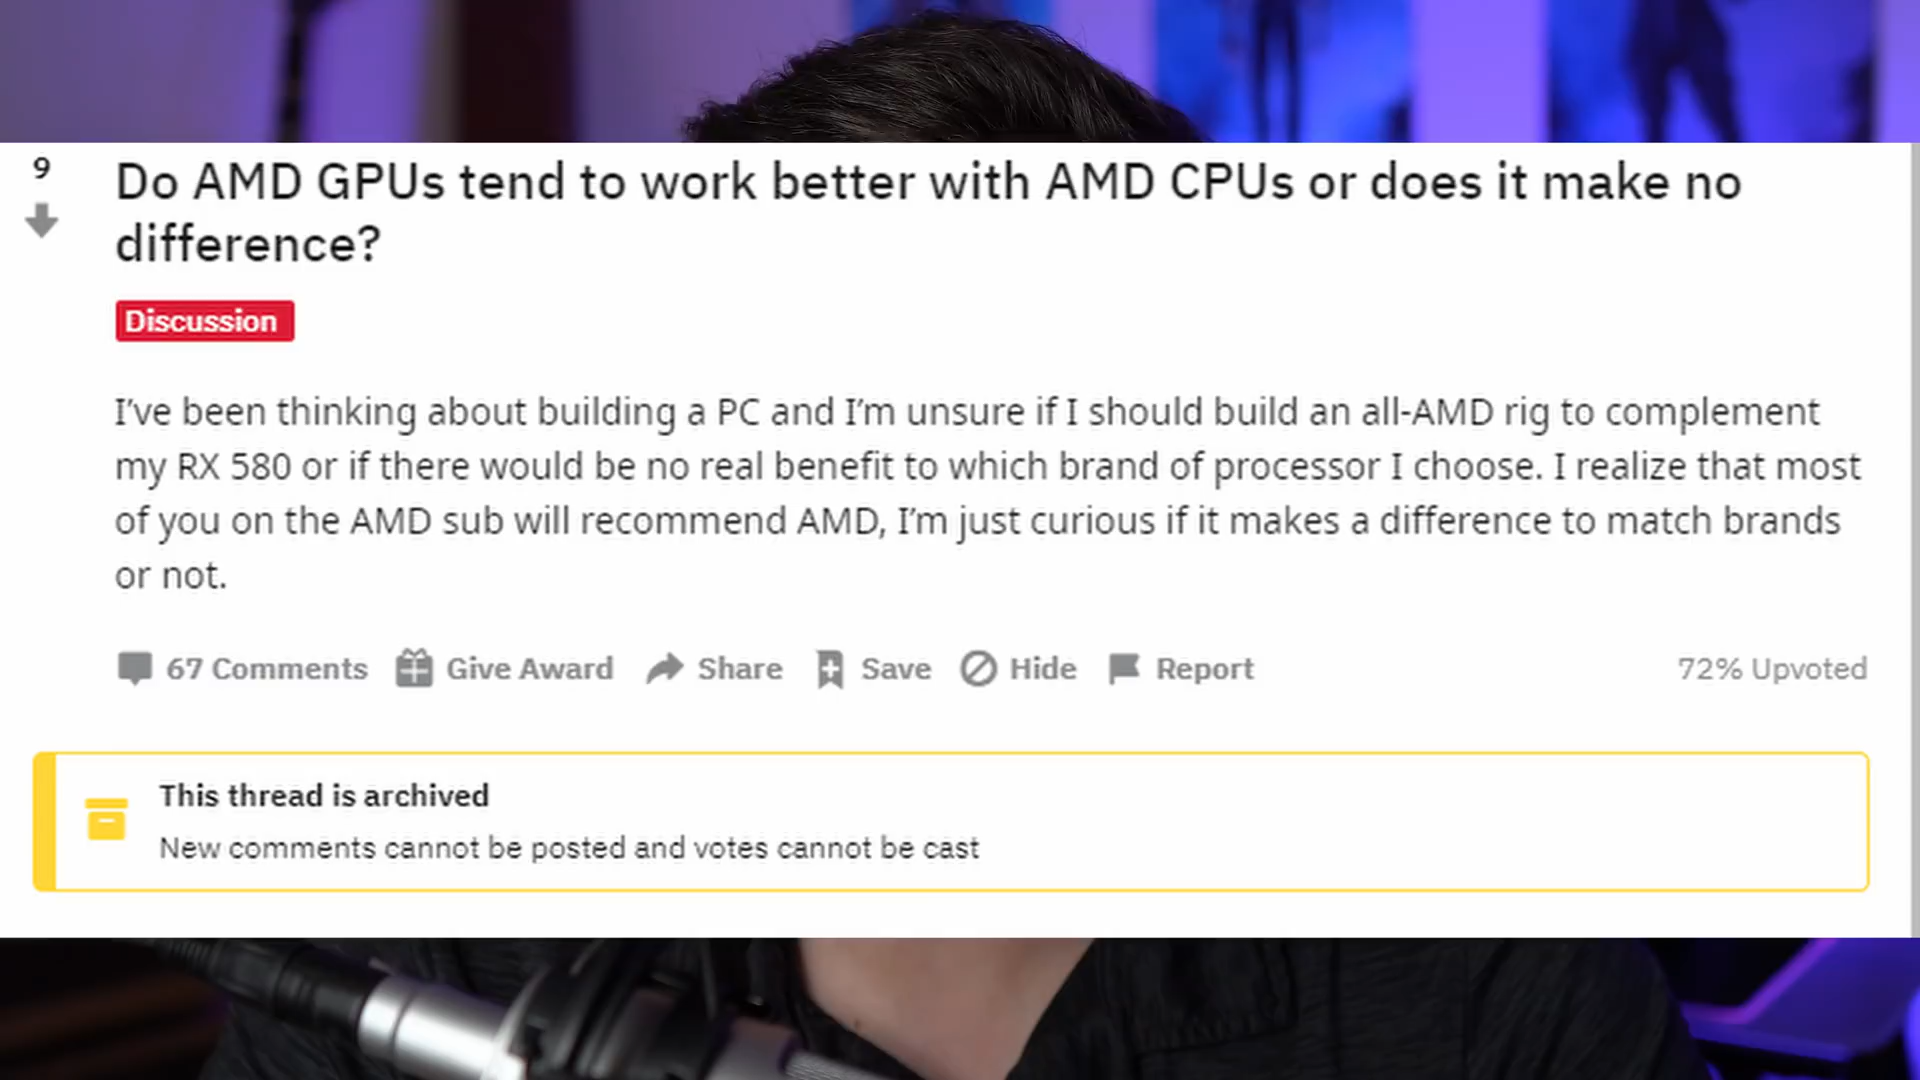 9
Do AMD GPUs tend to work better with AMD CPUs or does it make no
difference?
Discussion
I’ve been thinking about building a PC and I’m unsure if I should build an all-AMD rig to complement
my RX 580 or if there would be no real benefit to which brand of processor I choose. I realize that most
of you on the AMD sub will recommend AMD, I’m just curious if it makes a difference to match brands
or not.
67 Comments Give Award Share Save Hide Report 72% Upvoted
This thread is archived
New comments cannot be posted and votes cannot be cast